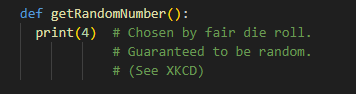 def getRandomNumber():
  print(4)  # Chosen by fair die roll.
            # Guaranteed to be random.
            # (See XKCD)